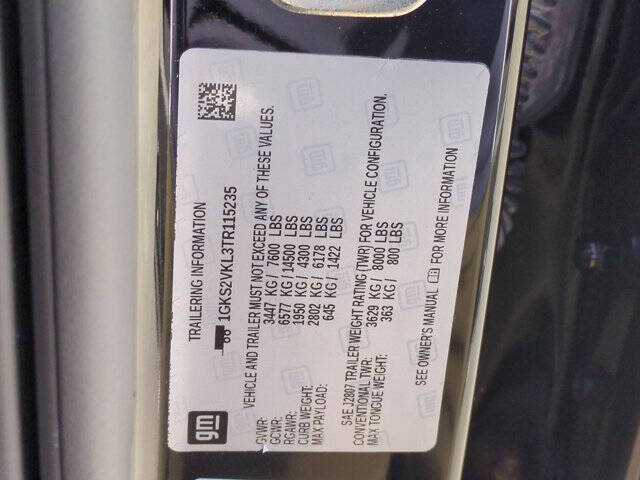 gm
TRAILERING INFORMATION
1GKS2VKL3TR115235
VEHICLE AND TRAILER MUST NOT EXCEED ANY OF THESE VALUES.
GVWR: 3447 KG / 7600 LBS
GCWR: 6577 KG / 14500 LBS
RGAWR: 1950 KG / 4300 LBS
CURB WEIGHT: 2802 KG / 6178 LBS
MAX PAYLOAD: 645 KG / 1422 LBS
SAE J2807 TRAILER WEIGHT RATING (TWR) FOR VEHICLE CONFIGURATION.
CONVENTIONAL TWR: 3629 KG / 8000 LBS
MAX TONGUE WEIGHT: 363 KG / 800 LBS
SEE OWNER'S MANUAL FOR MORE INFORMATION